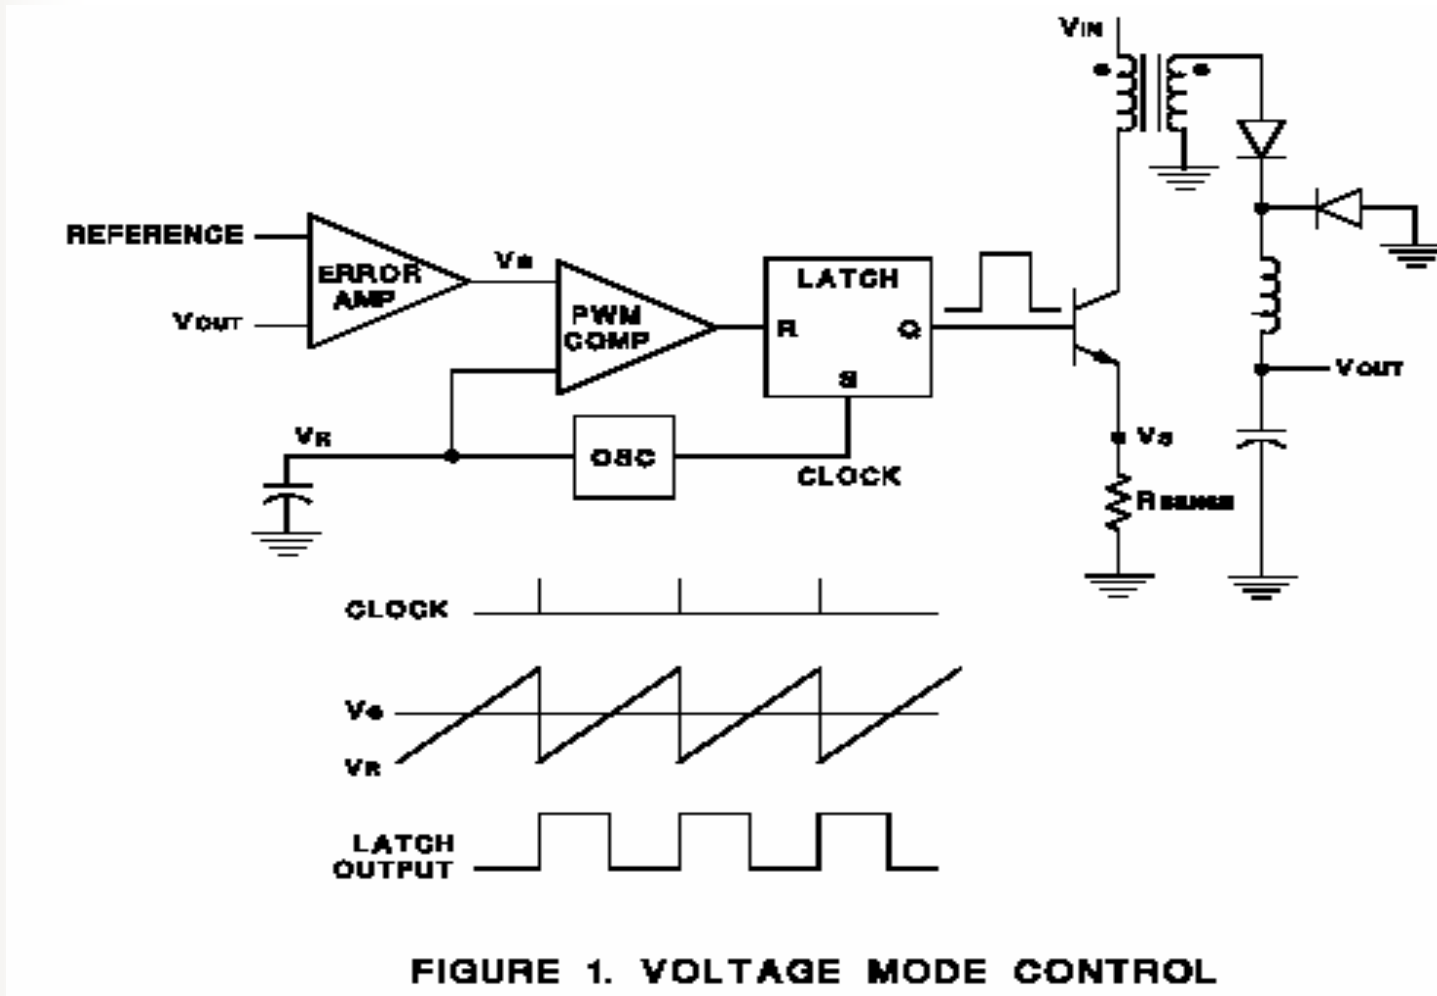 VIN
REFERENCE
ERROR
AMP
VOUT
Ve
PWM
COMP
LATCH
R
Q
S
VOUT
VR
OSC
CLOCK
VS
RSENSE
CLOCK
Ve
VR
LATCH
OUTPUT
FIGURE 1. VOLTAGE MODE CONTROL